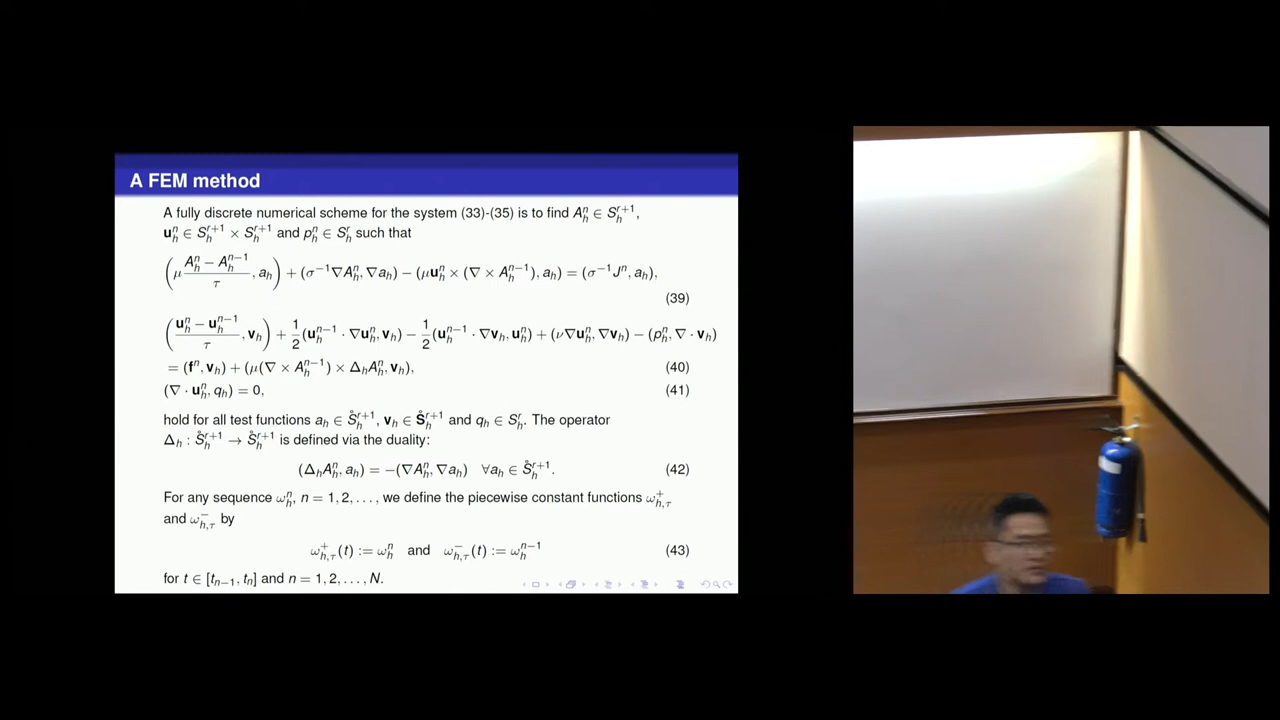 A FEM method
A fully discrete numerical scheme for the system (33)-(35) is to find $A_h^n \in S_h^{r+1}$,
$\mathbf{u}_h^n \in S_h^{r+1} \times S_h^{r+1}$ and $p_h^n \in S_h^r$ such that
$\left( \mu \frac{A_h^n - A_h^{n-1}}{\tau}, a_h \right) + (\sigma^{-1} \nabla A_h^n, \nabla a_h) - (\mu \mathbf{u}_h^n \times (\nabla \times A_h^{n-1}), a_h) = (\sigma^{-1} J^n, a_h),$
(39)
$\left( \frac{\mathbf{u}_h^n - \mathbf{u}_h^{n-1}}{\tau}, \mathbf{v}_h \right) + \frac{1}{2} (\mathbf{u}_h^{n-1} \cdot \nabla \mathbf{u}_h^n, \mathbf{v}_h) - \frac{1}{2} (\mathbf{u}_h^{n-1} \cdot \nabla \mathbf{v}_h, \mathbf{u}_h^n) + (\nu \nabla \mathbf{u}_h^n, \nabla \mathbf{v}_h) - (p_h^n, \nabla \cdot \mathbf{v}_h)$
$= (\mathbf{f}^n, \mathbf{v}_h) + (\mu (\nabla \times A_h^{n-1}) \times \Delta_h A_h^n, \mathbf{v}_h),$ (40)
$(\nabla \cdot \mathbf{u}_h^n, q_h) = 0,$ (41)
hold for all test functions $a_h \in \mathring{S}_h^{r+1}$, $\mathbf{v}_h \in \mathring{\mathbf{S}}_h^{r+1}$ and $q_h \in S_h^r$. The operator
$\Delta_h : \mathring{S}_h^{r+1} \to \mathring{S}_h^{r+1}$ is defined via the duality:
$(\Delta_h A_h^n, a_h) = -(\nabla A_h^n, \nabla a_h) \quad \forall a_h \in \mathring{S}_h^{r+1}.$ (42)
For any sequence $\omega_h^n$, $n = 1, 2, \ldots$, we define the piecewise constant functions $\omega_{h,\tau}^+$
and $\omega_{h,\tau}^-$ by
$\omega_{h,\tau}^+(t) := \omega_h^n$ and $\omega_{h,\tau}^-(t) := \omega_h^{n-1}$ (43)
for $t \in [t_{n-1}, t_n]$ and $n = 1, 2, \ldots, N$.